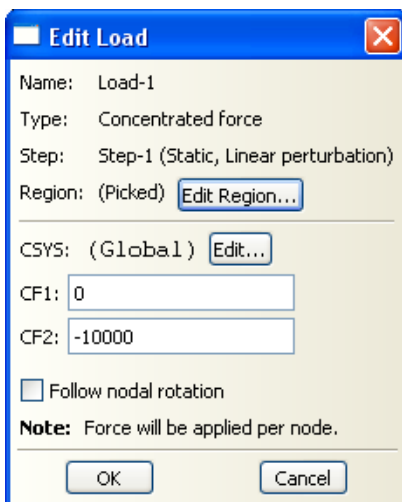 Edit Load
Name: Load-1
Type: Concentrated force
Step: Step-1 (Static, Linear perturbation)
Region: (Picked) Edit Region...
CSYS: (Global) Edit...
CF1: 0
CF2: -10000
Follow nodal rotation
Note: Force will be applied per node.
OK Cancel